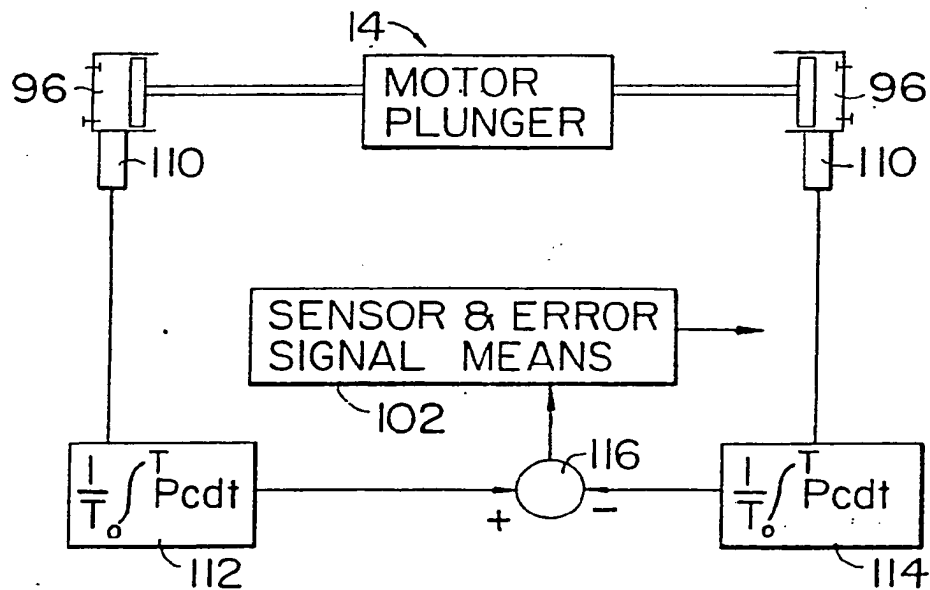 14
MOTOR
PLUNGER
96
96
110
110
SENSOR & ERROR
SIGNAL MEANS
102
116
1/T ∫₀ᵀ Pcdt
+
−
1/T ∫₀ᵀ Pcdt
112
114